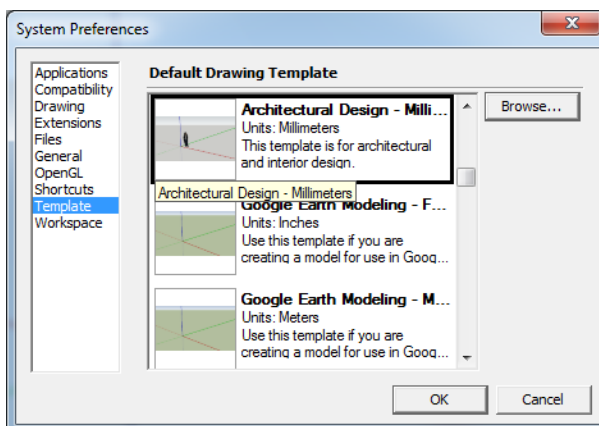 System Preferences
Applications
Compatibility
Drawing
Extensions
Files
General
OpenGL
Shortcuts
Template
Workspace
Default Drawing Template
Architectural Design - Milli...
Units: Millimeters
This template is for architectural
and interior design.
Architectural Design - Millimeters
Google Earth Modeling - F...
Units: Inches
Use this template if you are
creating a model for use in Goog...
Google Earth Modeling - M...
Units: Meters
Use this template if you are
creating a model for use in Goog...
Browse...
OK
Cancel